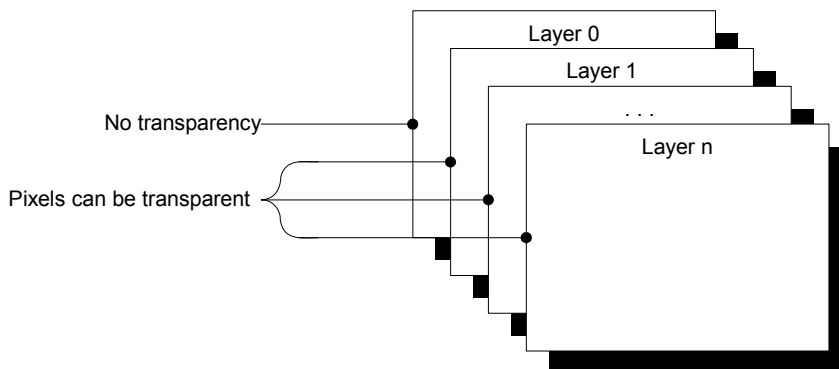 Layer 0
Layer 1
. . .
Layer n
No transparency
Pixels can be transparent